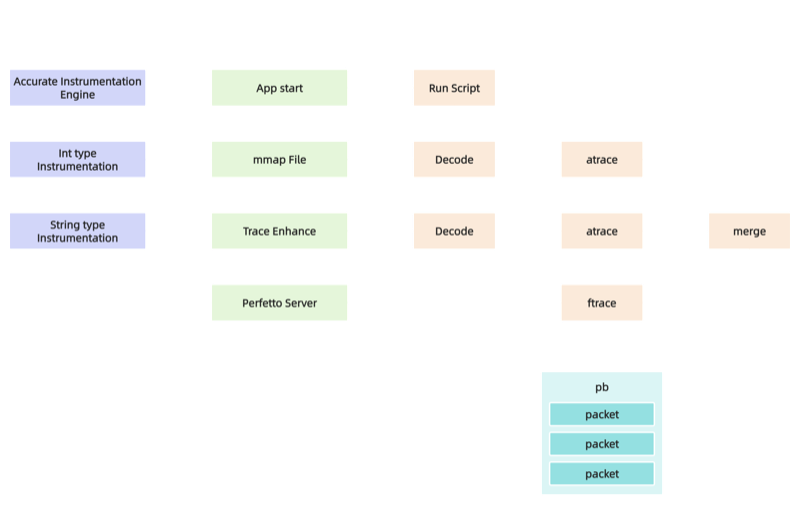 Accurate Instrumentation
Engine
App start
Run Script
Int type
Instrumentation
mmap File
Decode
atrace
String type
Instrumentation
Trace Enhance
Decode
atrace
merge
Perfetto Server
ftrace
pb
packet
packet
packet